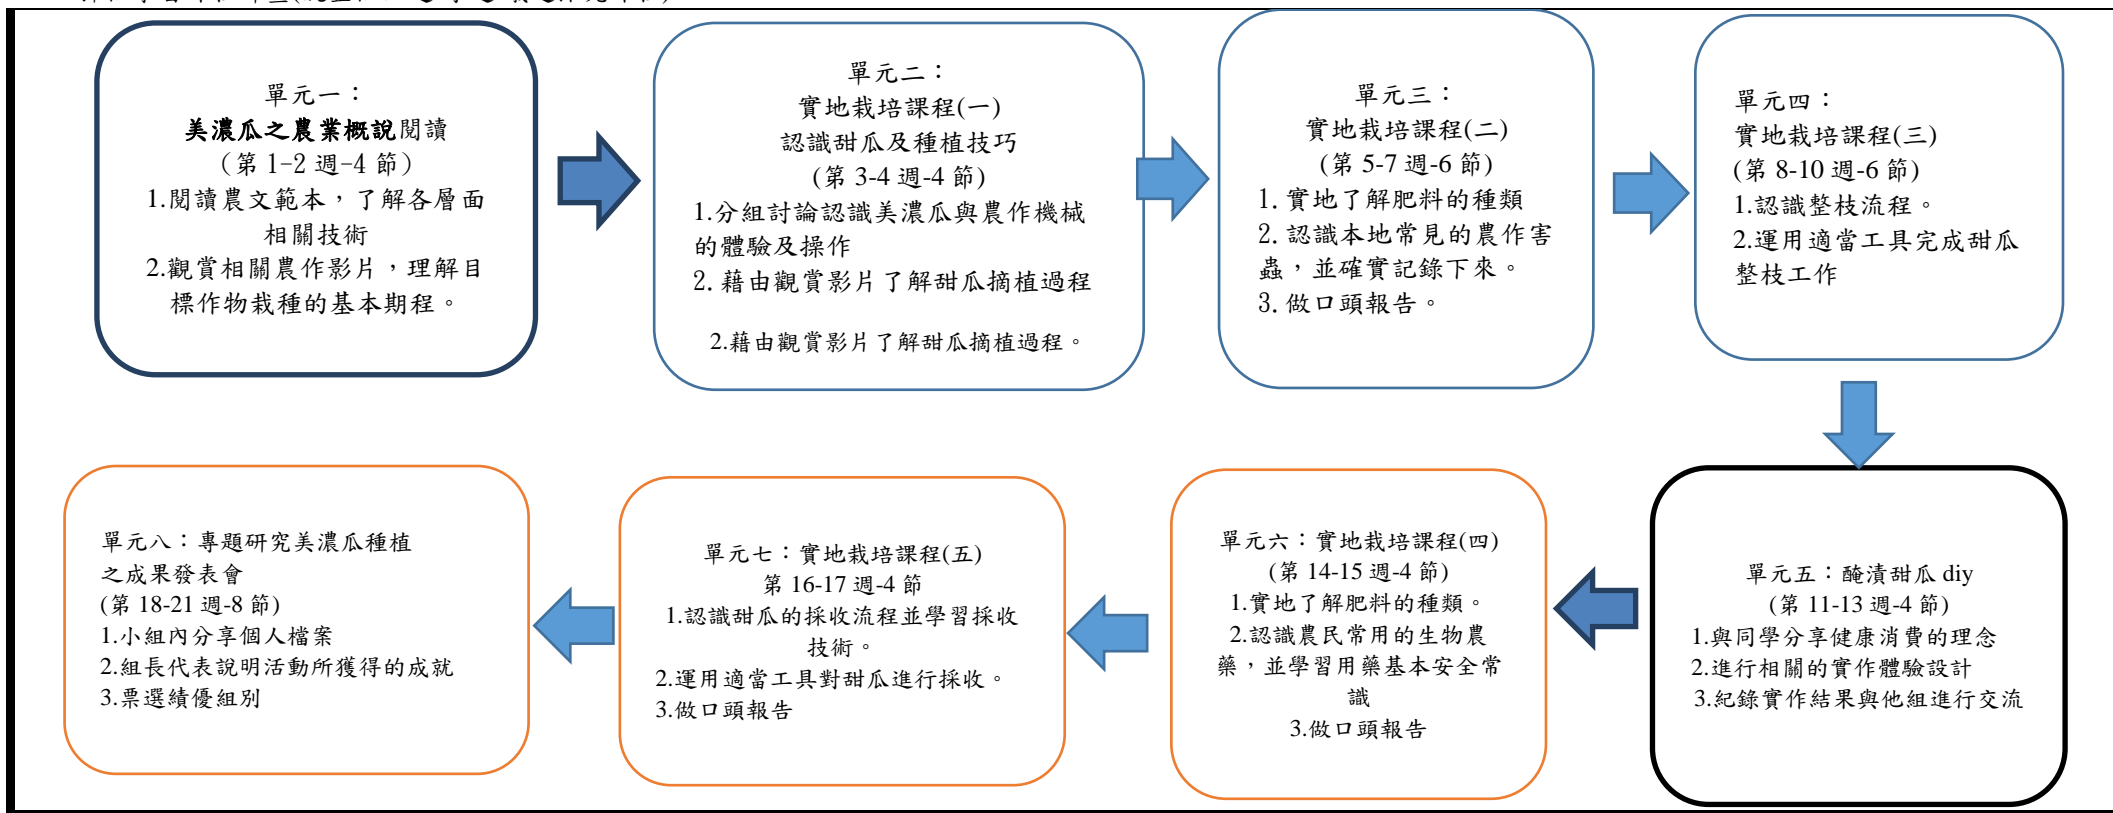 單元一：
美濃瓜之農業概說閱讀
(第 1-2 週-4 節)
1.閱讀農文範本，了解各層面
相關技術
2.觀賞相關農作影片，理解目
標作物栽種的基本期程。
單元二：
實地栽培課程(一)
認識甜瓜及種植技巧
(第 3-4 週-4 節)
1.分組討論認識美濃瓜與農作機械
的體驗及操作
2. 藉由觀賞影片了解甜瓜摘植過程
2.藉由觀賞影片了解甜瓜摘植過程。
單元三：
實地栽培課程(二)
(第 5-7 週-6 節)
1. 實地了解肥料的種類
2. 認識本地常見的農作害
蟲，並確實記錄下來。
3. 做口頭報告。
單元四：
實地栽培課程(三)
(第 8-10 週-6 節)
1.認識整枝流程。
2.運用適當工具完成甜瓜
整枝工作
單元五：醃漬甜瓜 diy
(第 11-13 週-4 節)
1.與同學分享健康消費的理念
2.進行相關的實作體驗設計
3.紀錄實作結果與他組進行交流
單元六：實地栽培課程(四)
(第 14-15 週-4 節)
1.實地了解肥料的種類。
2.認識農民常用的生物農
藥，並學習用藥基本安全常
識
3.做口頭報告
單元七：實地栽培課程(五)
第 16-17 週-4 節
1.認識甜瓜的採收流程並學習採收
技術。
2.運用適當工具對甜瓜進行採收。
3.做口頭報告
單元八：專題研究美濃瓜種植
之成果發表會
(第 18-21 週-8 節)
1.小組內分享個人檔案
2.組長代表說明活動所獲得的成就
3.票選績優組別